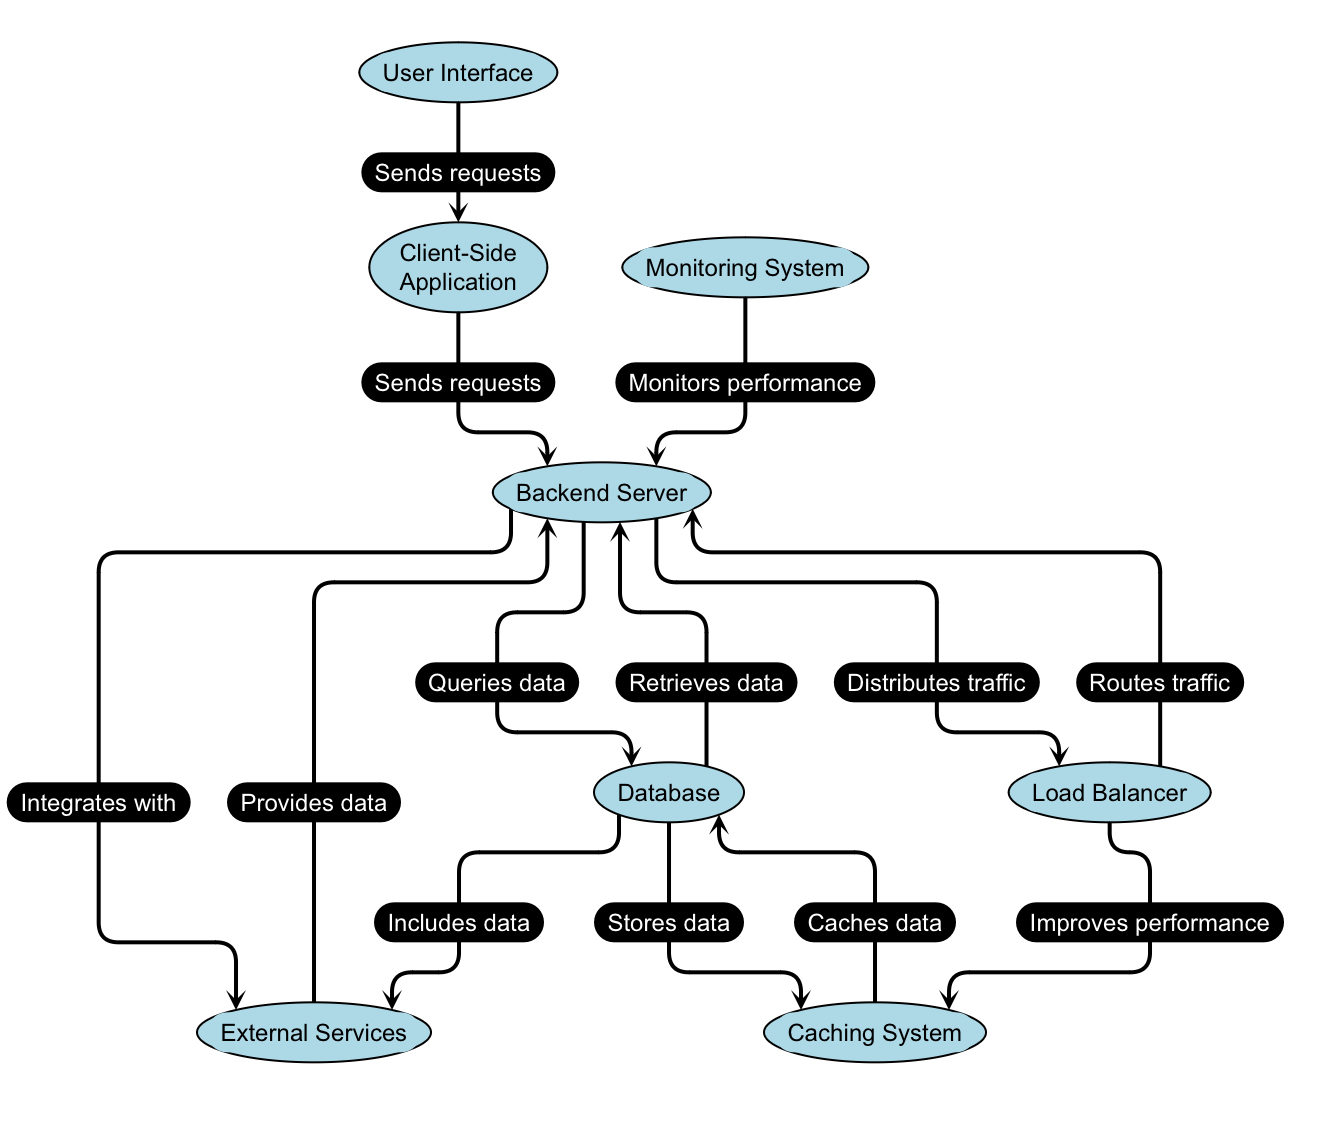 User Interface
Sends requests
Client-Side
Application
Monitoring System
Sends requests
Monitors performance
Backend Server
Queries data
Retrieves data
Distributes traffic
Routes traffic
Integrates with
Provides data
Database
Load Balancer
Includes data
Stores data
Caches data
Improves performance
External Services
Caching System